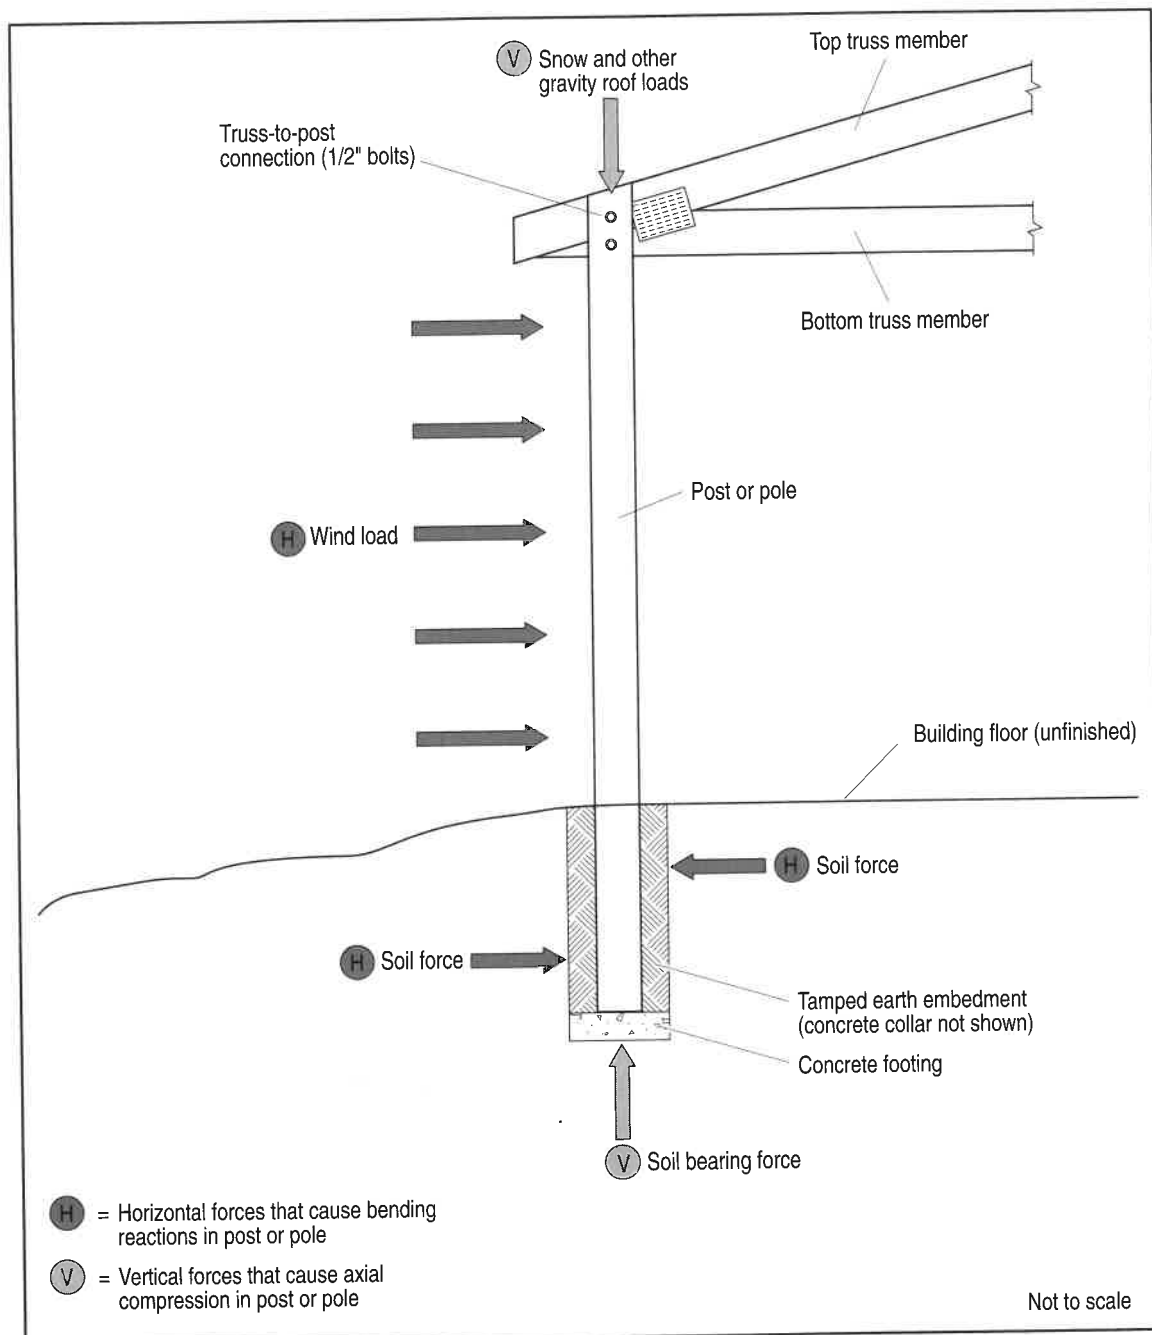 V Snow and other
gravity roof loads
Top truss member
Truss-to-post
connection (1/2" bolts)
Bottom truss member
Post or pole
H Wind load
Building floor (unfinished)
H Soil force
H Soil force
Tamped earth embedment
(concrete collar not shown)
Concrete footing
V Soil bearing force
H = Horizontal forces that cause bending
reactions in post or pole
V = Vertical forces that cause axial
compression in post or pole
Not to scale